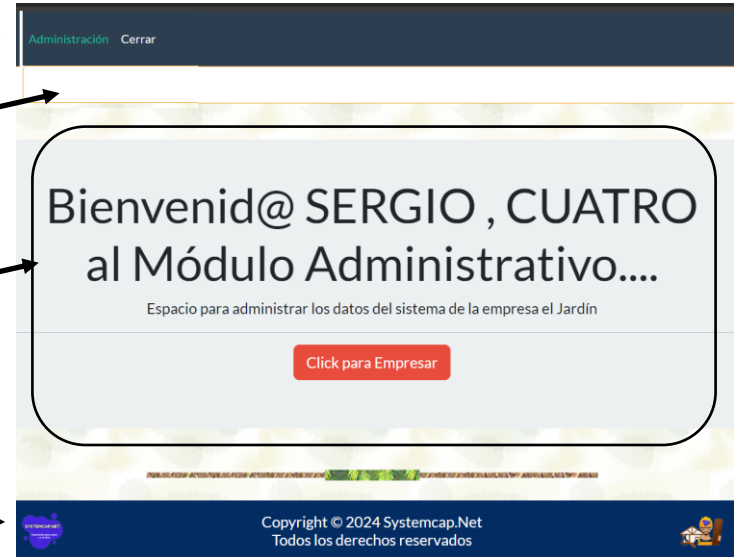 Administración Cerrar
Bienvenid@ SERGIO , CUATRO
al Módulo Administrativo....
Espacio para administrar los datos del sistema de la empresa el Jardín
Click para Empresar
SYSTEMCAP.NET
Copyright © 2024 Systemcap.Net
Todos los derechos reservados